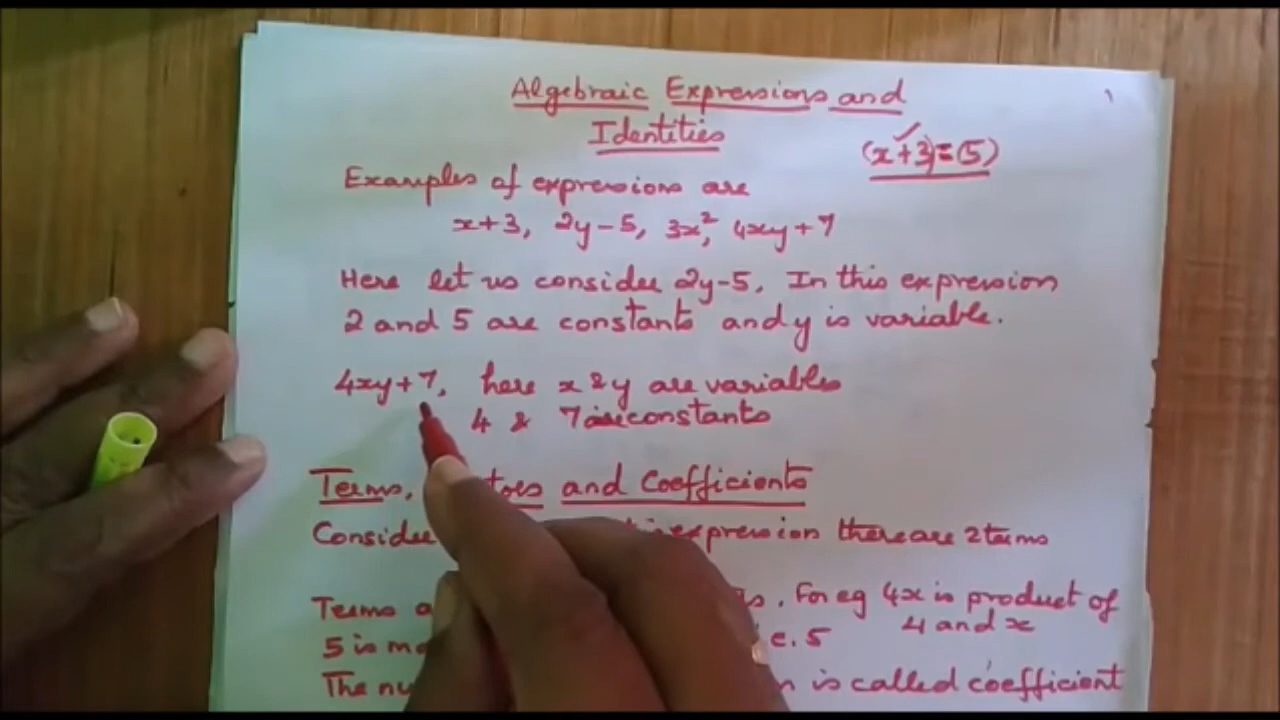 Algebraic Expressions and
Identities
(x+3)=(5)
Examples of expressions are
x+3, 2y-5, 3x², 4xy+7
Here let us consider 2y-5. In this expression
2 and 5 are constants and y is variable.
4xy+7, here x & y are variables
4 & 7 are constants
Terms, and Coefficients
expression there are 2 terms
Terms For eg 4x is product of
4 and x
5 is 5
The is called coefficient